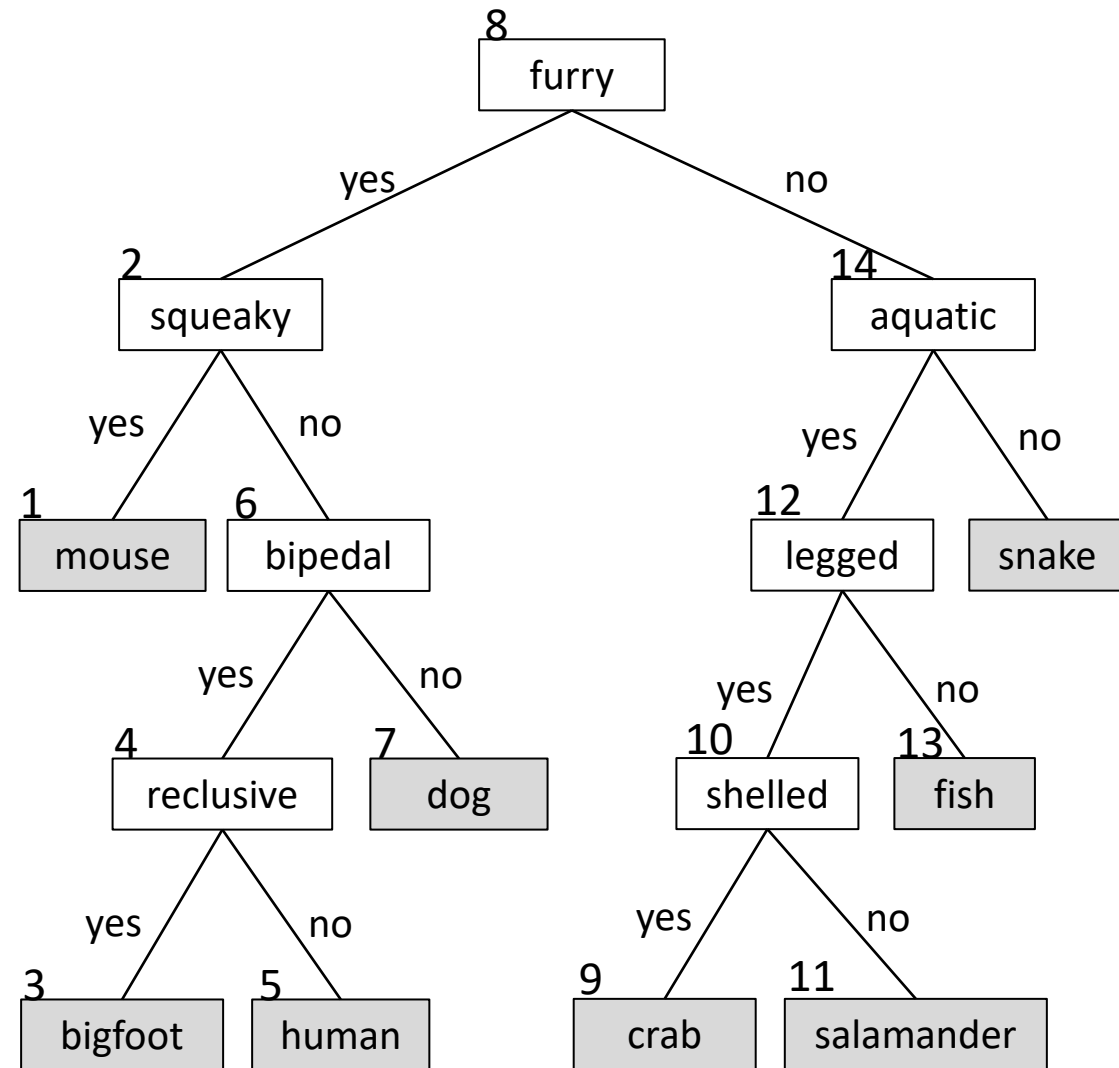 8
furry
yes
no
2
14
squeaky
aquatic
yes
no
yes
no
1
6
12
mouse
bipedal
legged
snake
yes
no
yes
no
4
7
10
13
reclusive
dog
shelled
fish
yes
no
yes
no
3
5
9
11
bigfoot
human
crab
salamander